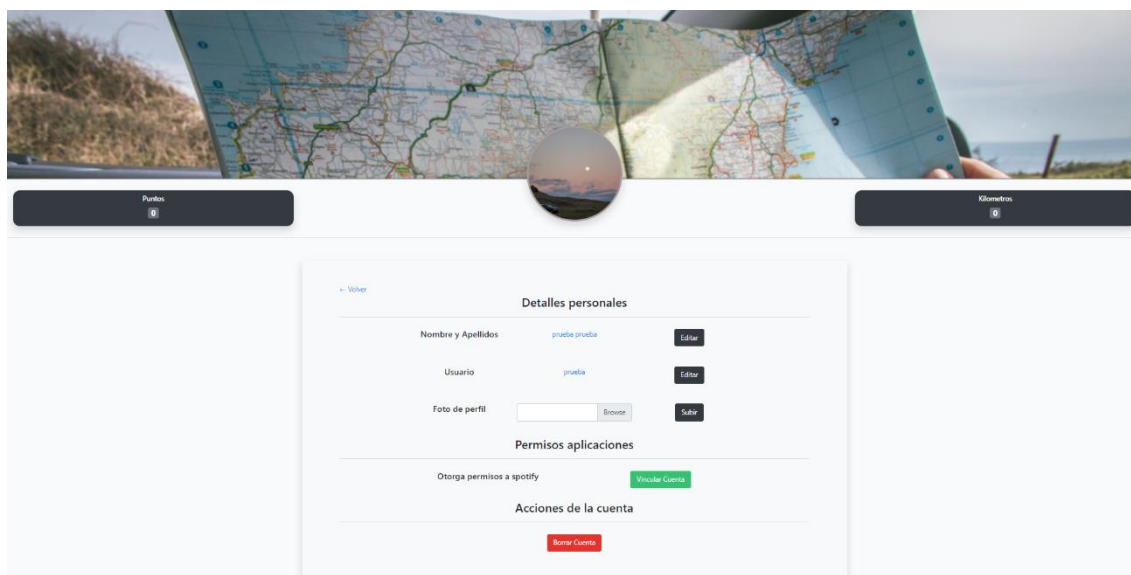 Puntos
0
Kilometros
0
← Volver
Detalles personales
Nombre y Apellidos prueba prueba Editar
Usuario prueba Editar
Foto de perfil Browse Subir
Permisos aplicaciones
Otorga permisos a spotify Vincular Cuenta
Acciones de la cuenta
Borrar Cuenta